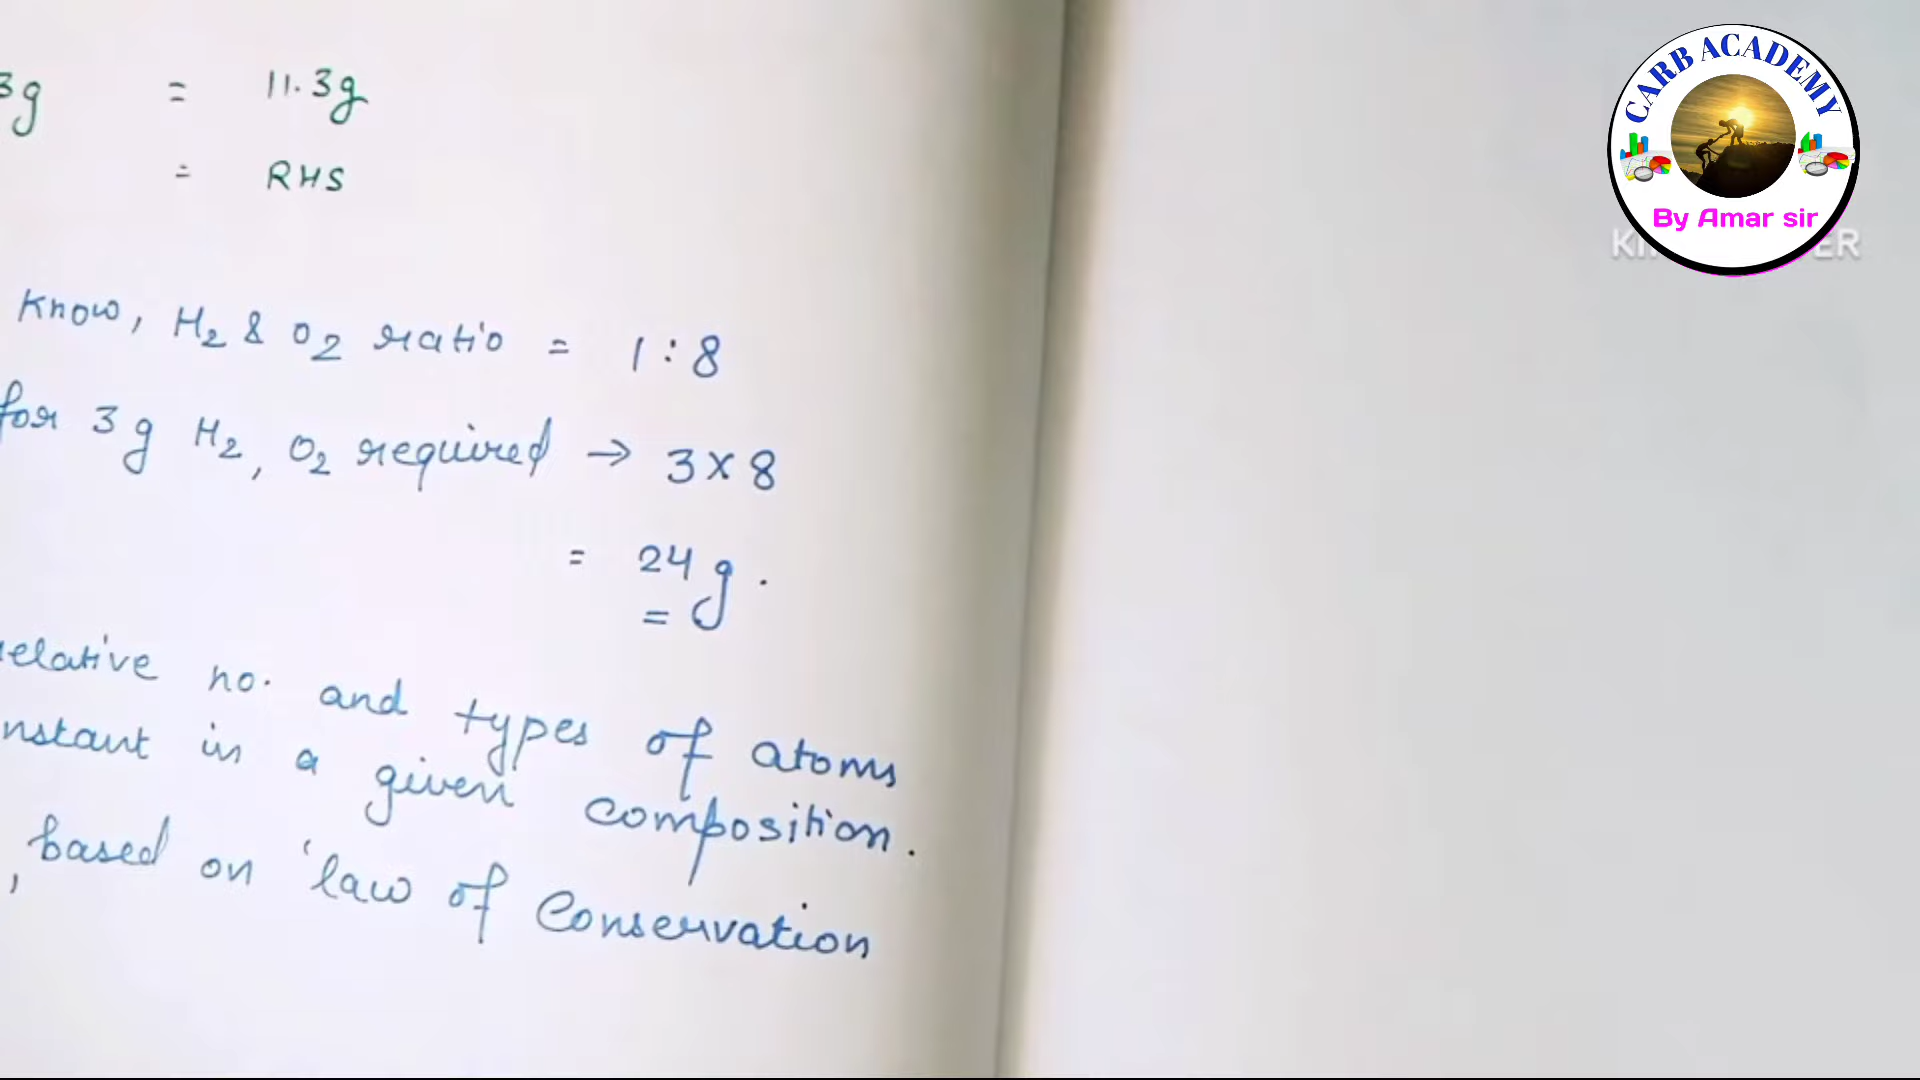 3g = 11.3g
= RHS
Know, H₂ & O₂ ratio = 1:8
for 3g H₂, O₂ required → 3×8
= 24g.
=
relative no. and types of atoms
nstant in a given composition.
, based on 'law of Conservation
CARB ACADEMY
By Amar sir